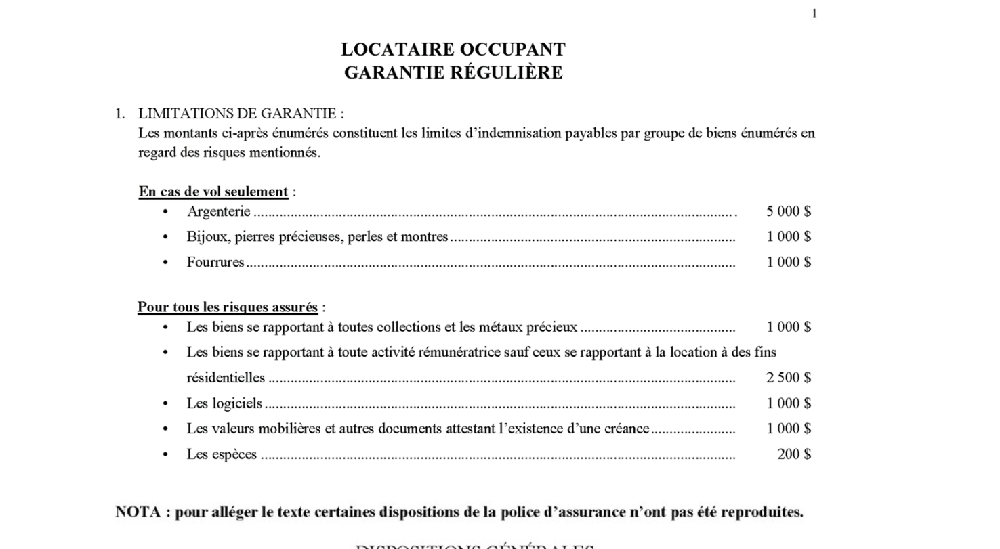 1
LOCATAIRE OCCUPANT
GARANTIE RÉGULIÈRE
1. LIMITATIONS DE GARANTIE :
Les montants ci-après énumérés constituent les limites d’indemnisation payables par groupe de biens énumérés en
regard des risques mentionnés.
En cas de vol seulement :
• Argenterie ........................................................................ 5 000 $
• Bijoux, pierres précieuses, perles et montres ........................................ 1 000 $
• Fourrures ........................................................................ 1 000 $
Pour tous les risques assurés :
• Les biens se rapportant à toutes collections et les métaux précieux ........................ 1 000 $
• Les biens se rapportant à toute activité rémunératrice sauf ceux se rapportant à la location à des fins
résidentielles ........................................................................ 2 500 $
• Les logiciels ........................................................................ 1 000 $
• Les valeurs mobilières et autres documents attestant l’existence d’une créance ................ 1 000 $
• Les espèces ........................................................................ 200 $
NOTA : pour alléger le texte certaines dispositions de la police d’assurance n’ont pas été reproduites.
DISPOSITIONS GÉNÉRALES